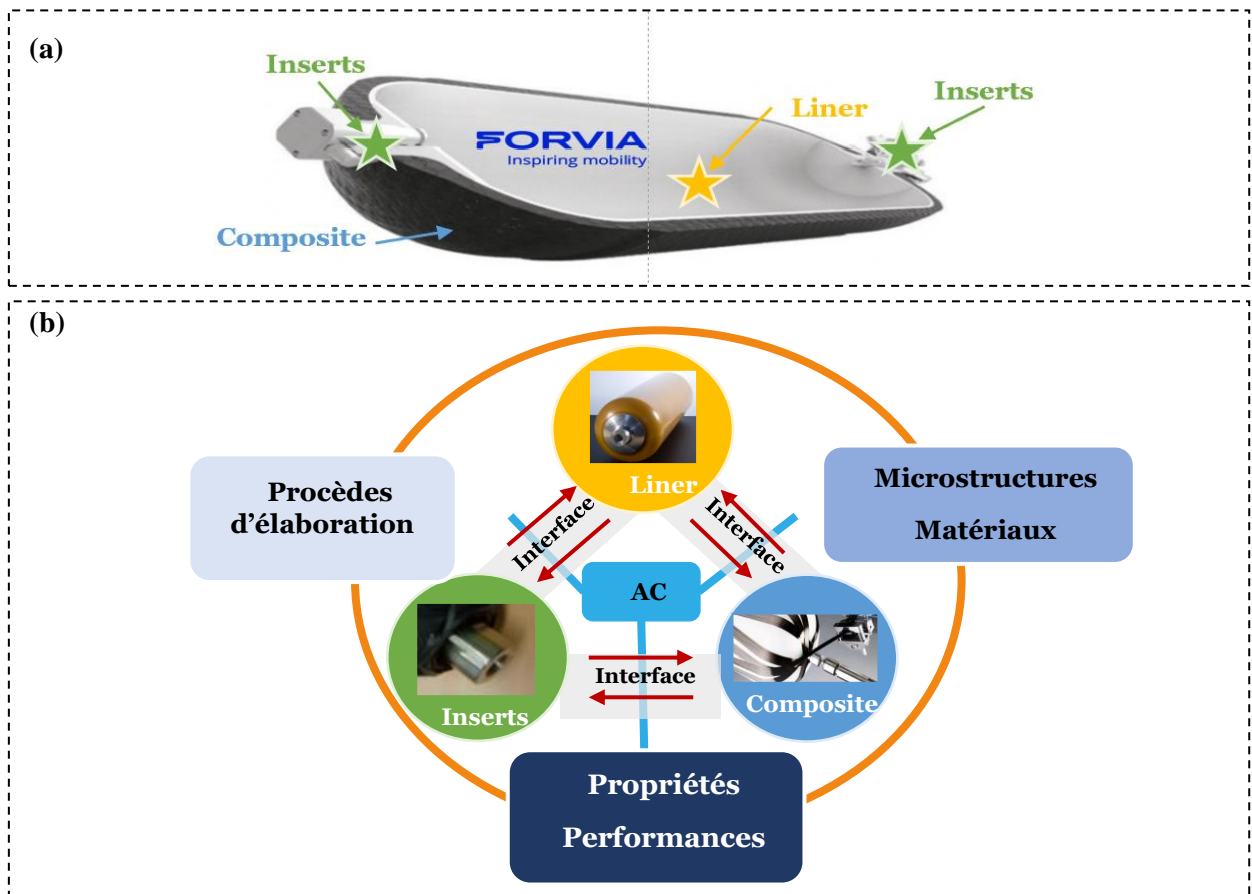 (a)
Inserts
Inserts
Liner
FORVIA
Inspiring mobility
Composite
(b)
Liner
Procèdes
d'élaboration
Microstructures
Matériaux
Interface
Interface
AC
Interface
Inserts
Composite
Propriétés
Performances